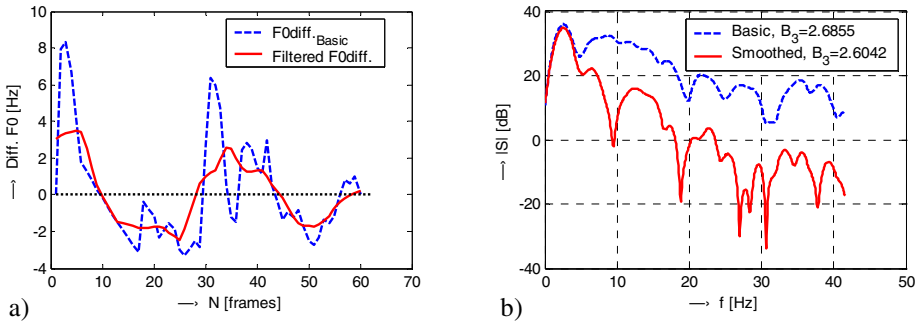 10
8
6
4
2
0
-2
-4
0 10 20 30 40 50 60 70
→ Diff. F0 [Hz]
→ N [frames]
F0diff.Basic
Filtered F0diff.
a)
40
20
0
-20
-40
0 10 20 30 40 50
→ |S| [dB]
→ f [Hz]
Basic, B3=2.6855
Smoothed, B3=2.6042
b)